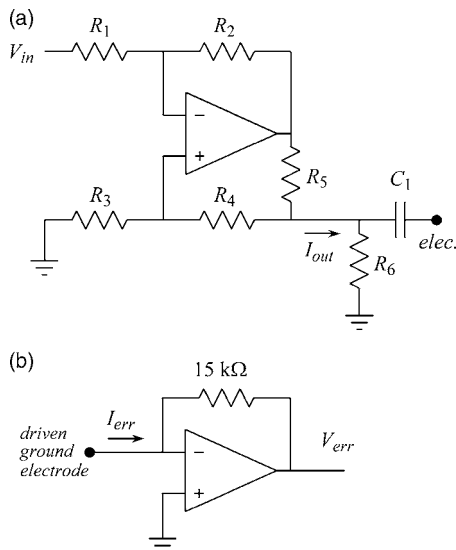 (a)
R1 R2
Vin
−
+
R5
C1
R3 R4
Iout
elec.
R6
(b)
15 kΩ
Ierr
driven
ground
electrode
−
+
Verr